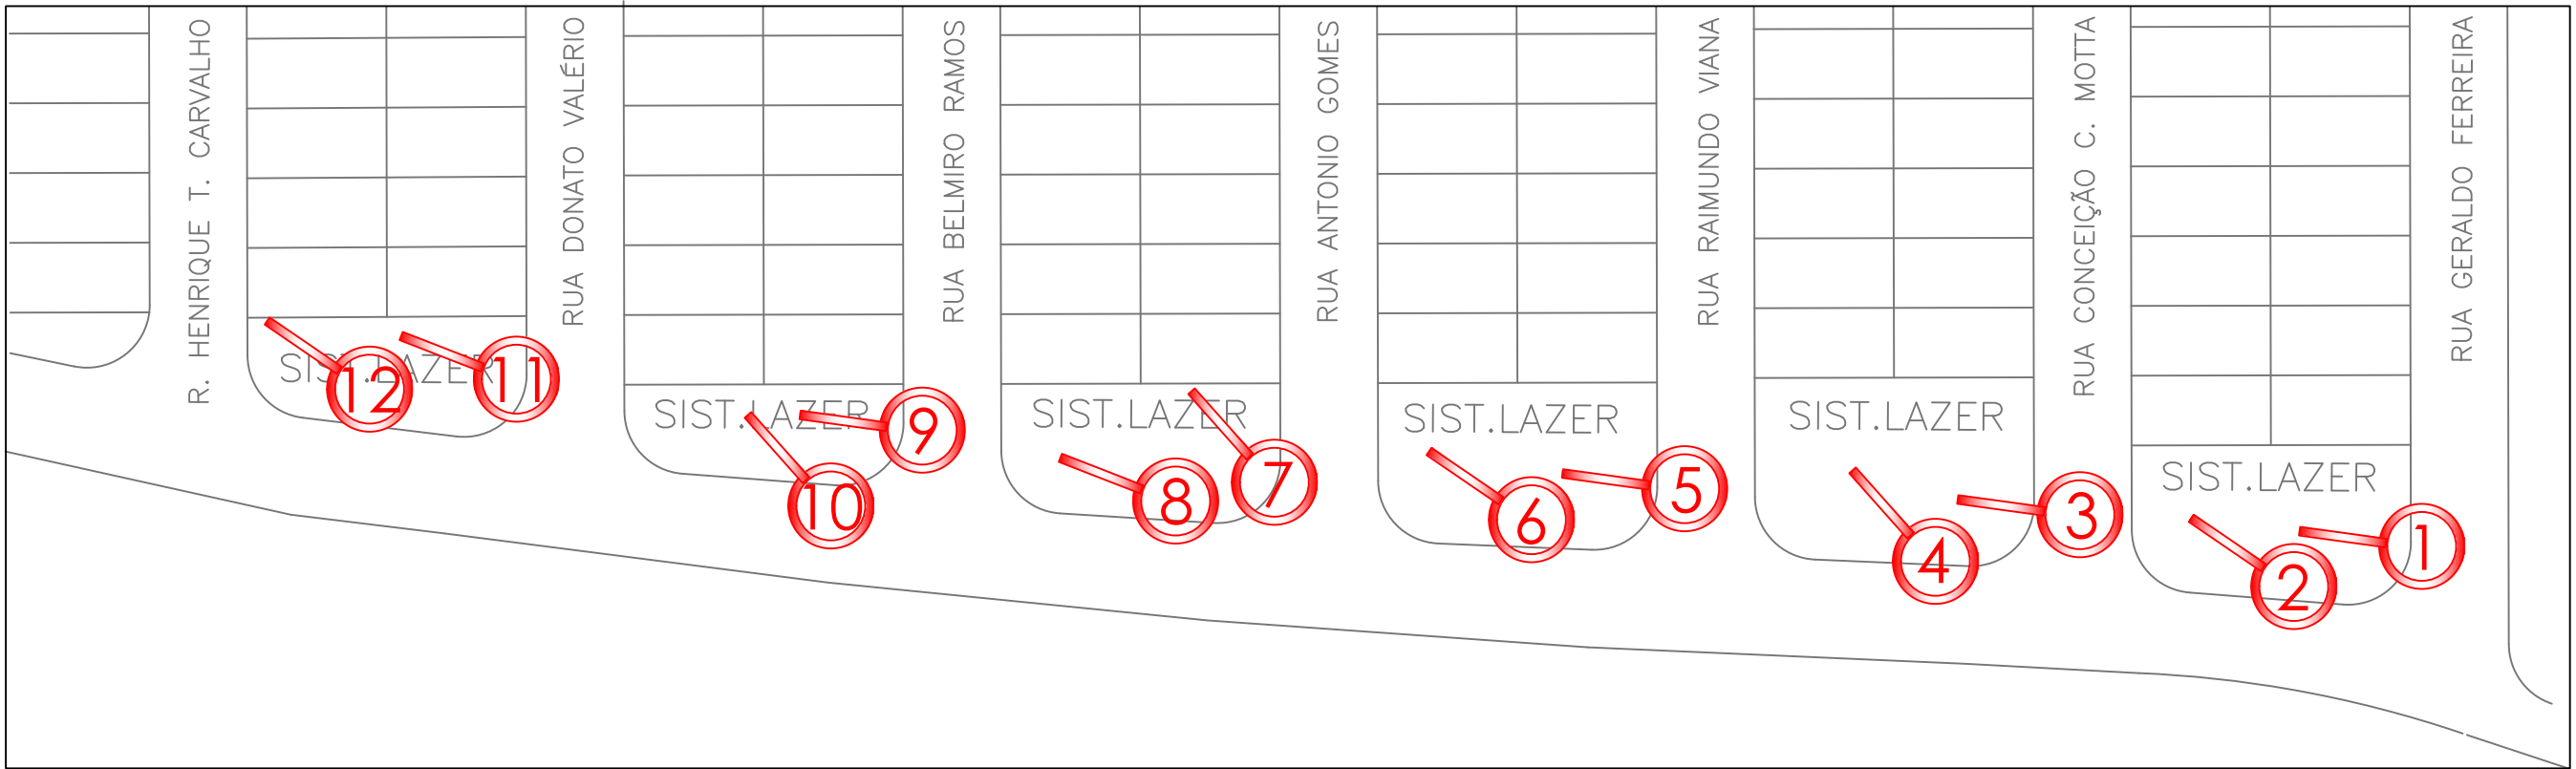 R. HENRIQUE T. CARVALHO
RUA DONATO VALÉRIO
RUA BELMIRO RAMOS
RUA ANTONIO GOMES
RUA RAIMUNDO VIANA
RUA CONCEIÇÃO C. MOTTA
RUA GERALDO FERREIRA
SIST.LAZER
12
11
SIST.LAZER
10
9
SIST.LAZER
8
7
SIST.LAZER
6
5
SIST.LAZER
4
3
SIST.LAZER
2
1